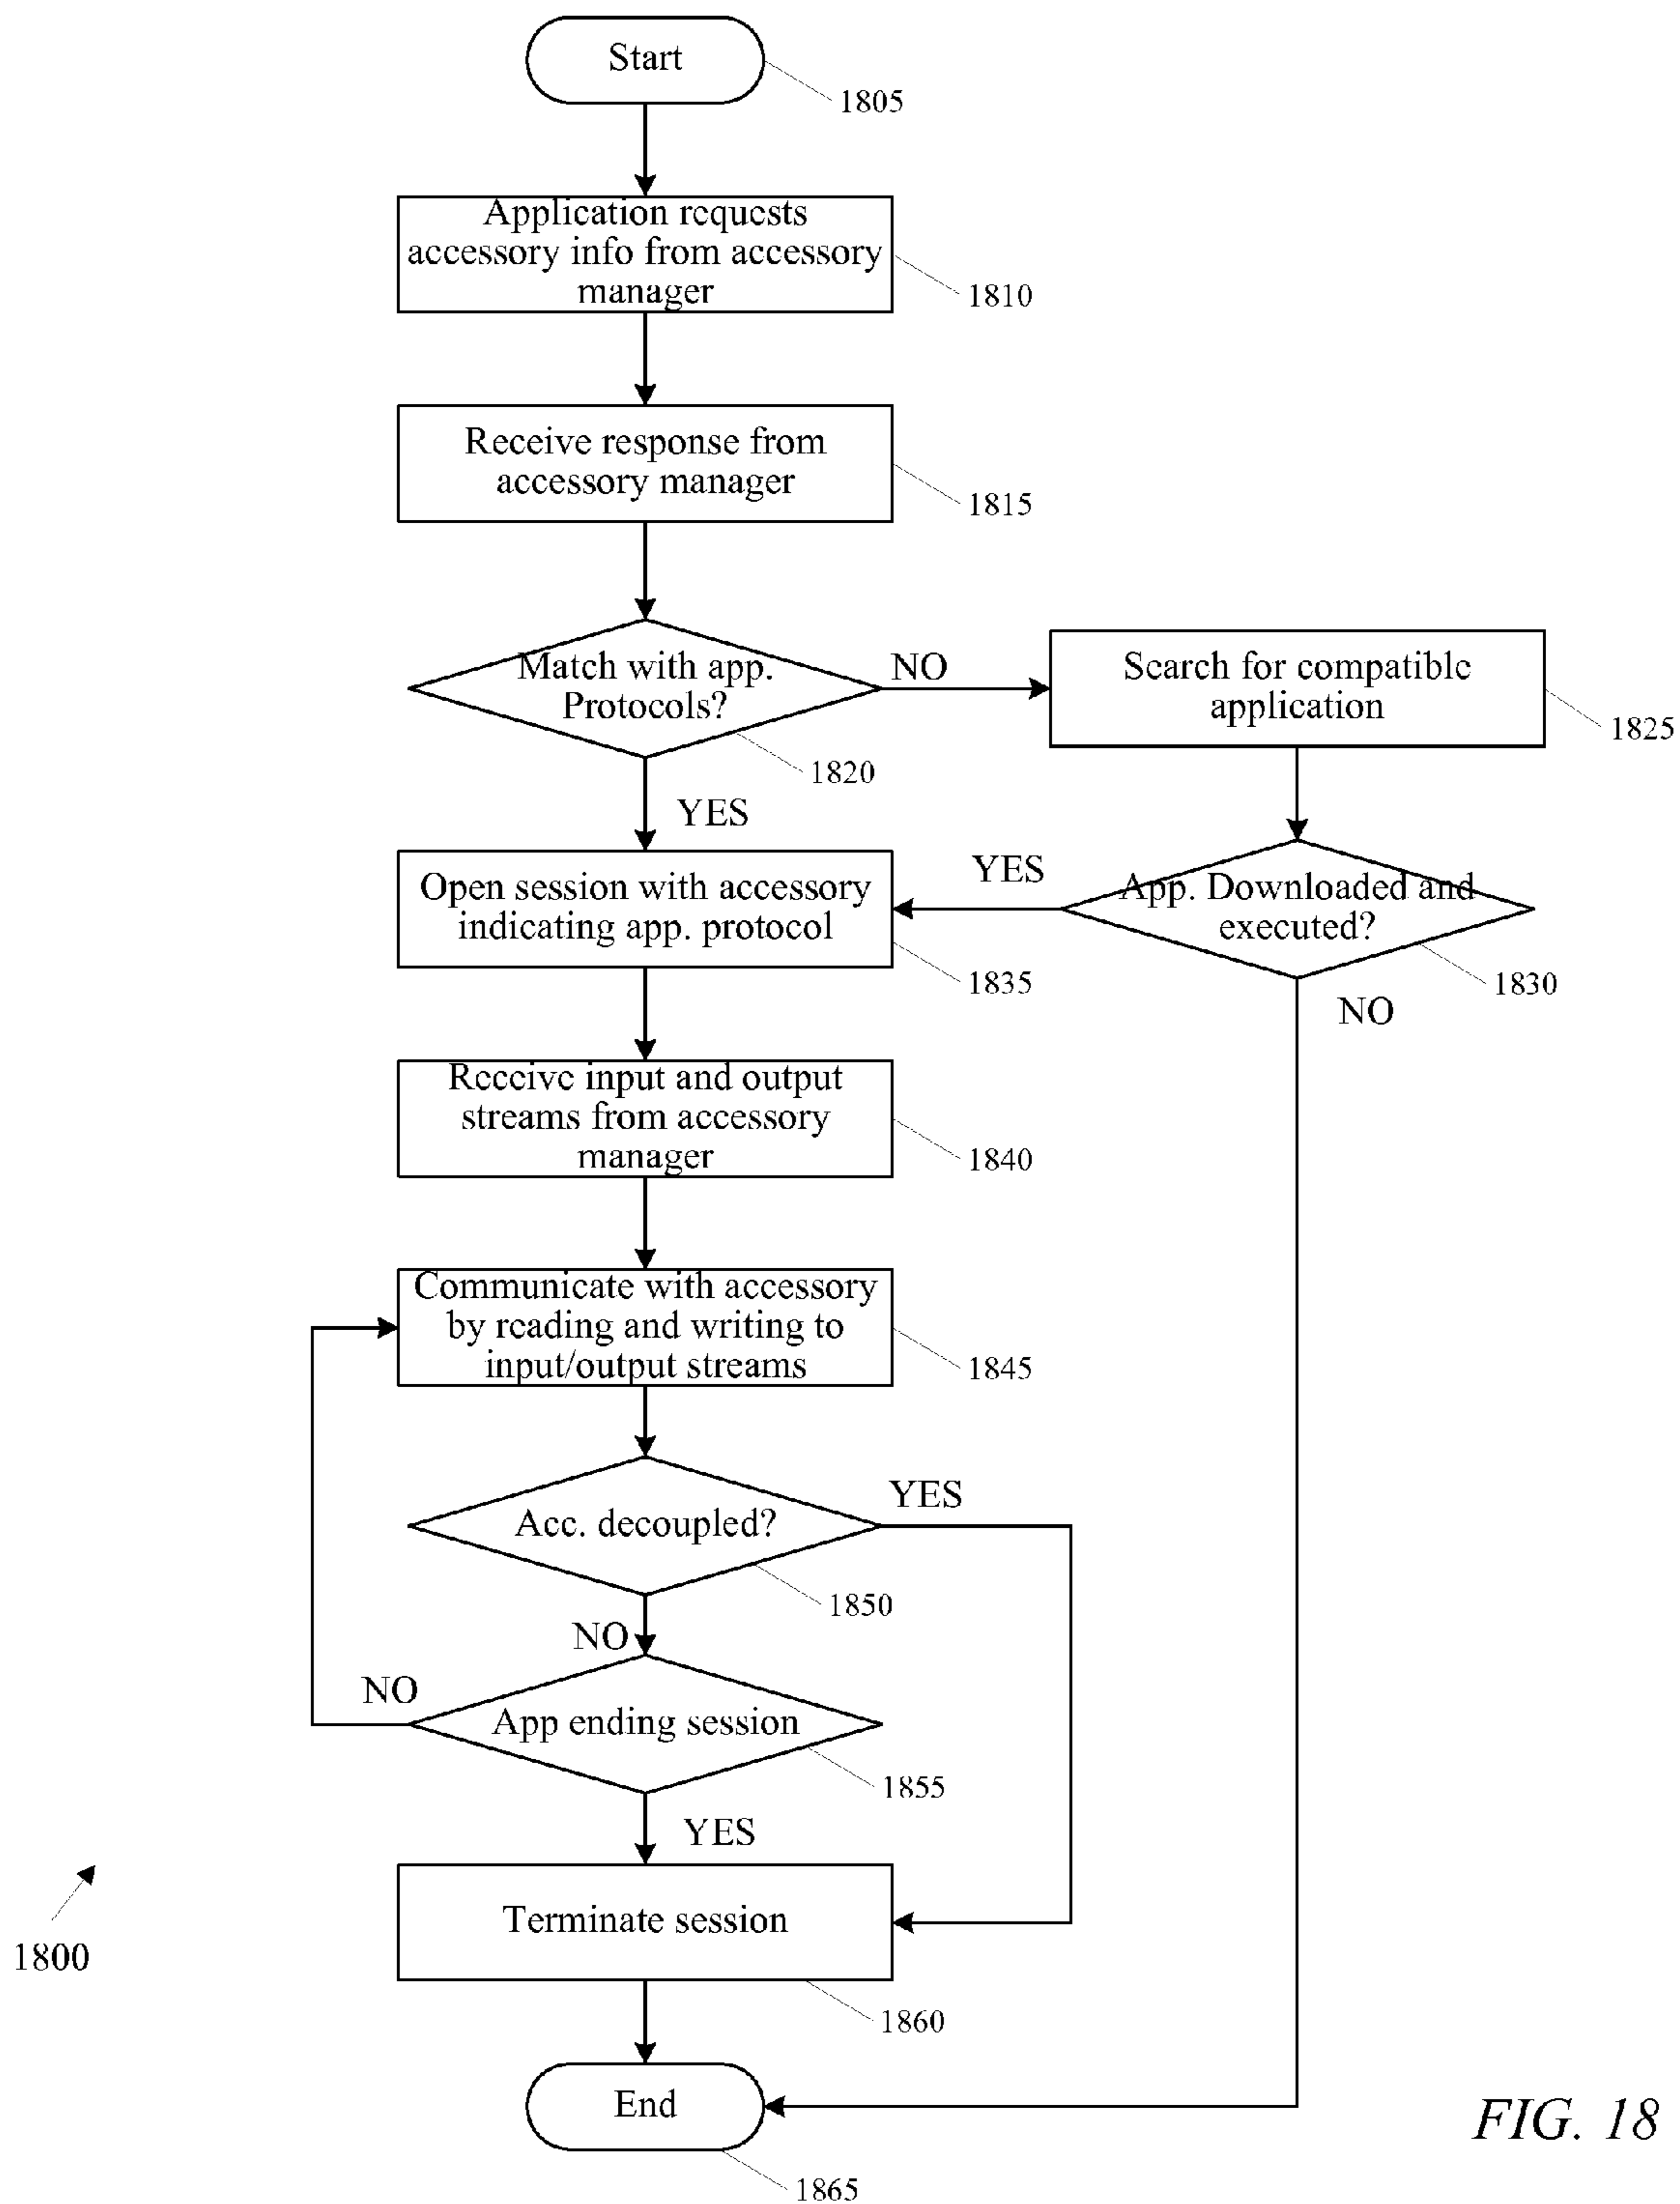 Start
1805
Application requests
accessory info from accessory
manager
1810
Receive response from
accessory manager
1815
Match with app.
Protocols?
1820
NO
Search for compatible
application
1825
YES
Open session with accessory
indicating app. protocol
1835
YES
App. Downloaded and
executed?
1830
NO
Receive input and output
streams from accessory
manager
1840
Communicate with accessory
by reading and writing to
input/output streams
1845
Acc. decoupled?
YES
1850
NO
App ending session
NO
1855
YES
Terminate session
1860
1800
End
1865
FIG. 18